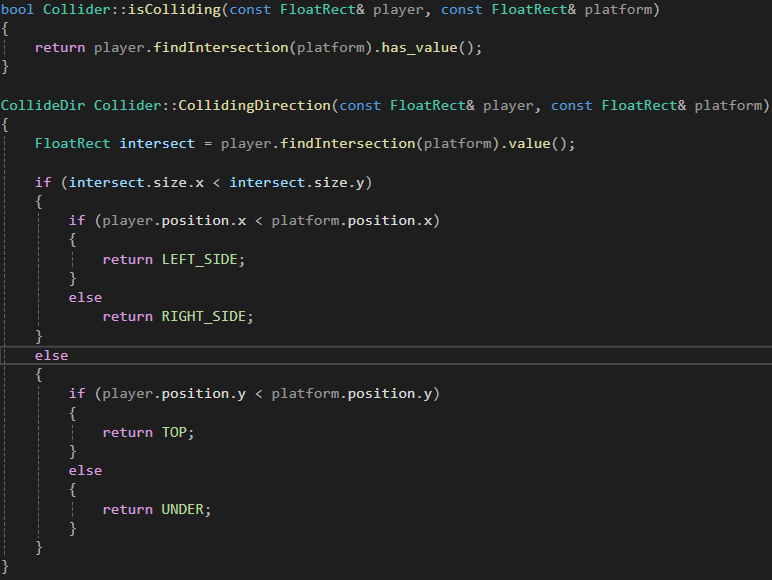 bool Collider::isColliding(const FloatRect& player, const FloatRect& platform)
{
    return player.findIntersection(platform).has_value();
}

CollideDir Collider::CollidingDirection(const FloatRect& player, const FloatRect& platform)
{
    FloatRect intersect = player.findIntersection(platform).value();

    if (intersect.size.x < intersect.size.y)
    {
        if (player.position.x < platform.position.x)
        {
            return LEFT_SIDE;
        }
        else
            return RIGHT_SIDE;
    }
    else
    {
        if (player.position.y < platform.position.y)
        {
            return TOP;
        }
        else
        {
            return UNDER;
        }
    }
}